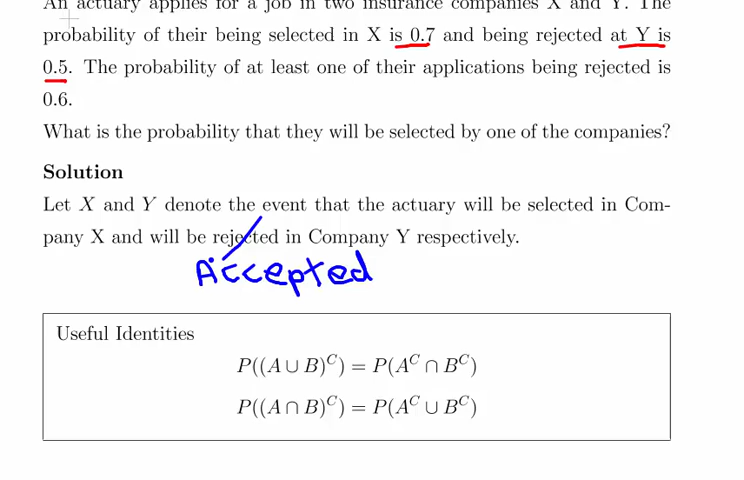 An actuary applies for a job in two insurance companies X and Y. The
probability of their being selected in X is 0.7 and being rejected at Y is
0.5. The probability of at least one of their applications being rejected is
0.6.
What is the probability that they will be selected by one of the companies?
Solution
Let X and Y denote the event that the actuary will be selected in Com-
pany X and will be rejected in Company Y respectively.
Accepted
Useful Identities
P((A ∪ B)^C) = P(A^C ∩ B^C)
P((A ∩ B)^C) = P(A^C ∪ B^C)